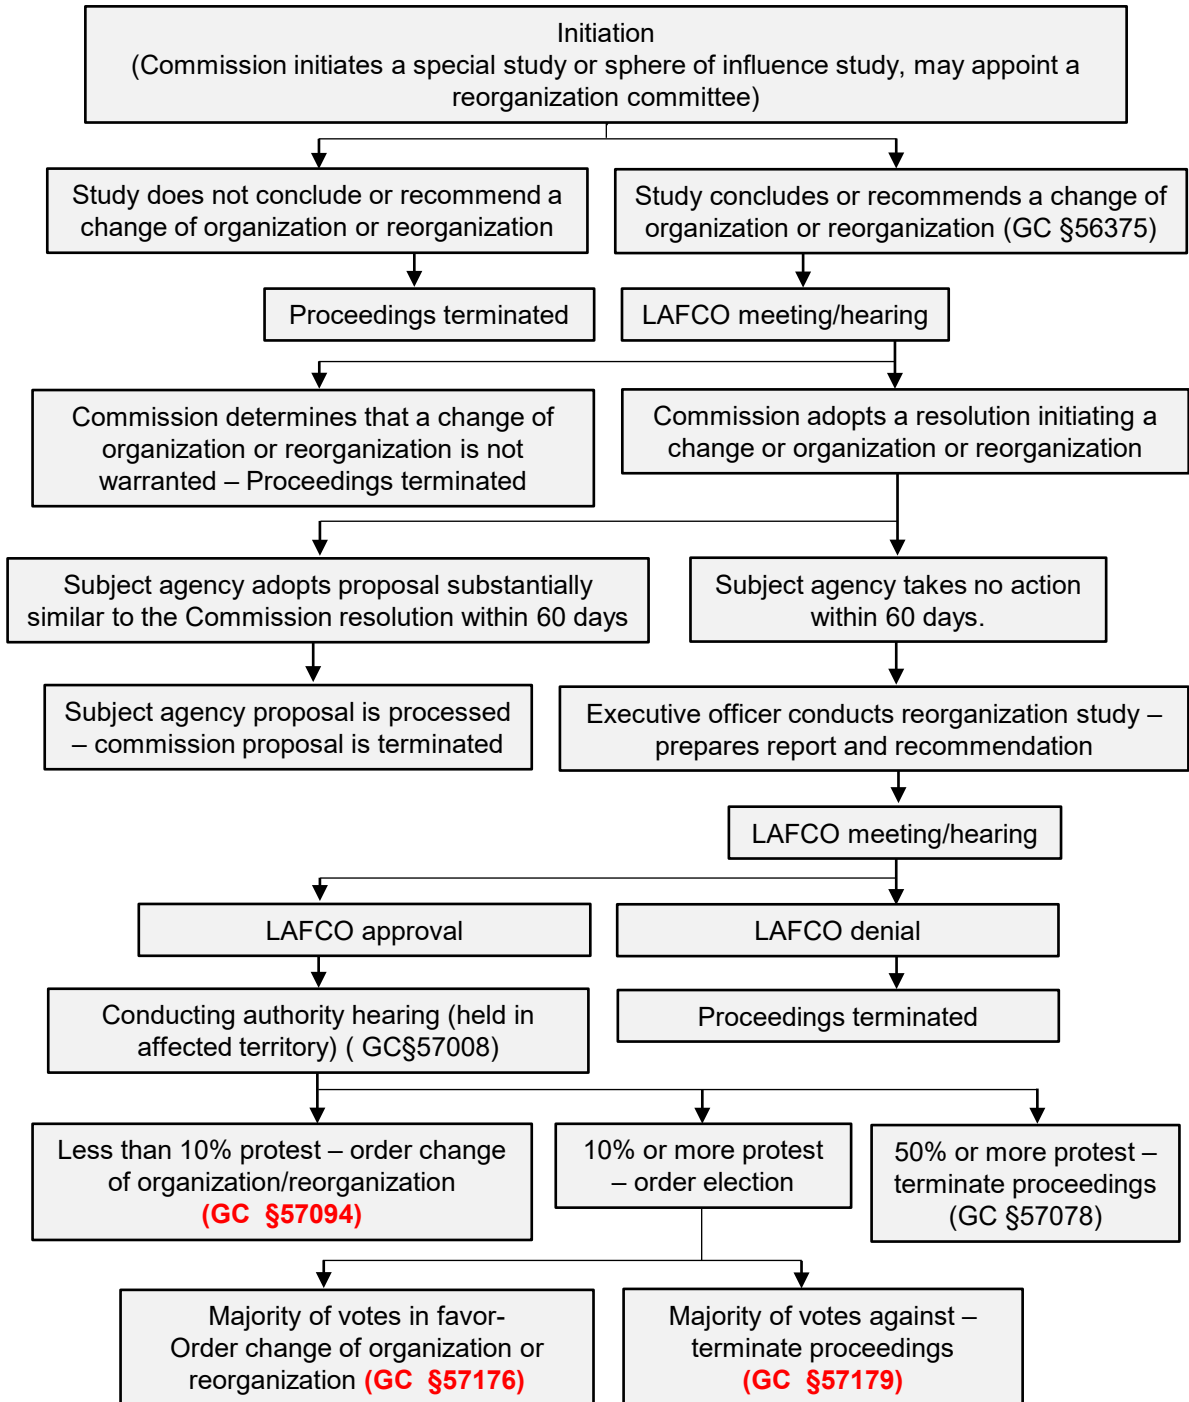 Initiation
(Commission initiates a special study or sphere of influence study, may appoint a
reorganization committee)
Study does not conclude or recommend a
change of organization or reorganization
Study concludes or recommends a change of
organization or reorganization (GC §56375)
Proceedings terminated
LAFCO meeting/hearing
Commission determines that a change of
organization or reorganization is not
warranted – Proceedings terminated
Commission adopts a resolution initiating a
change or organization or reorganization
Subject agency adopts proposal substantially
similar to the Commission resolution within 60 days
Subject agency takes no action
within 60 days.
Subject agency proposal is processed
– commission proposal is terminated
Executive officer conducts reorganization study –
prepares report and recommendation
LAFCO meeting/hearing
LAFCO approval
LAFCO denial
Conducting authority hearing (held in
affected territory) ( GC§57008)
Proceedings terminated
Less than 10% protest – order change
of organization/reorganization
(GC  §57094)
10% or more protest
– order election
50% or more protest –
terminate proceedings
(GC §57078)
Majority of votes in favor-
Order change of organization or
reorganization (GC  §57176)
Majority of votes against –
terminate proceedings
(GC  §57179)